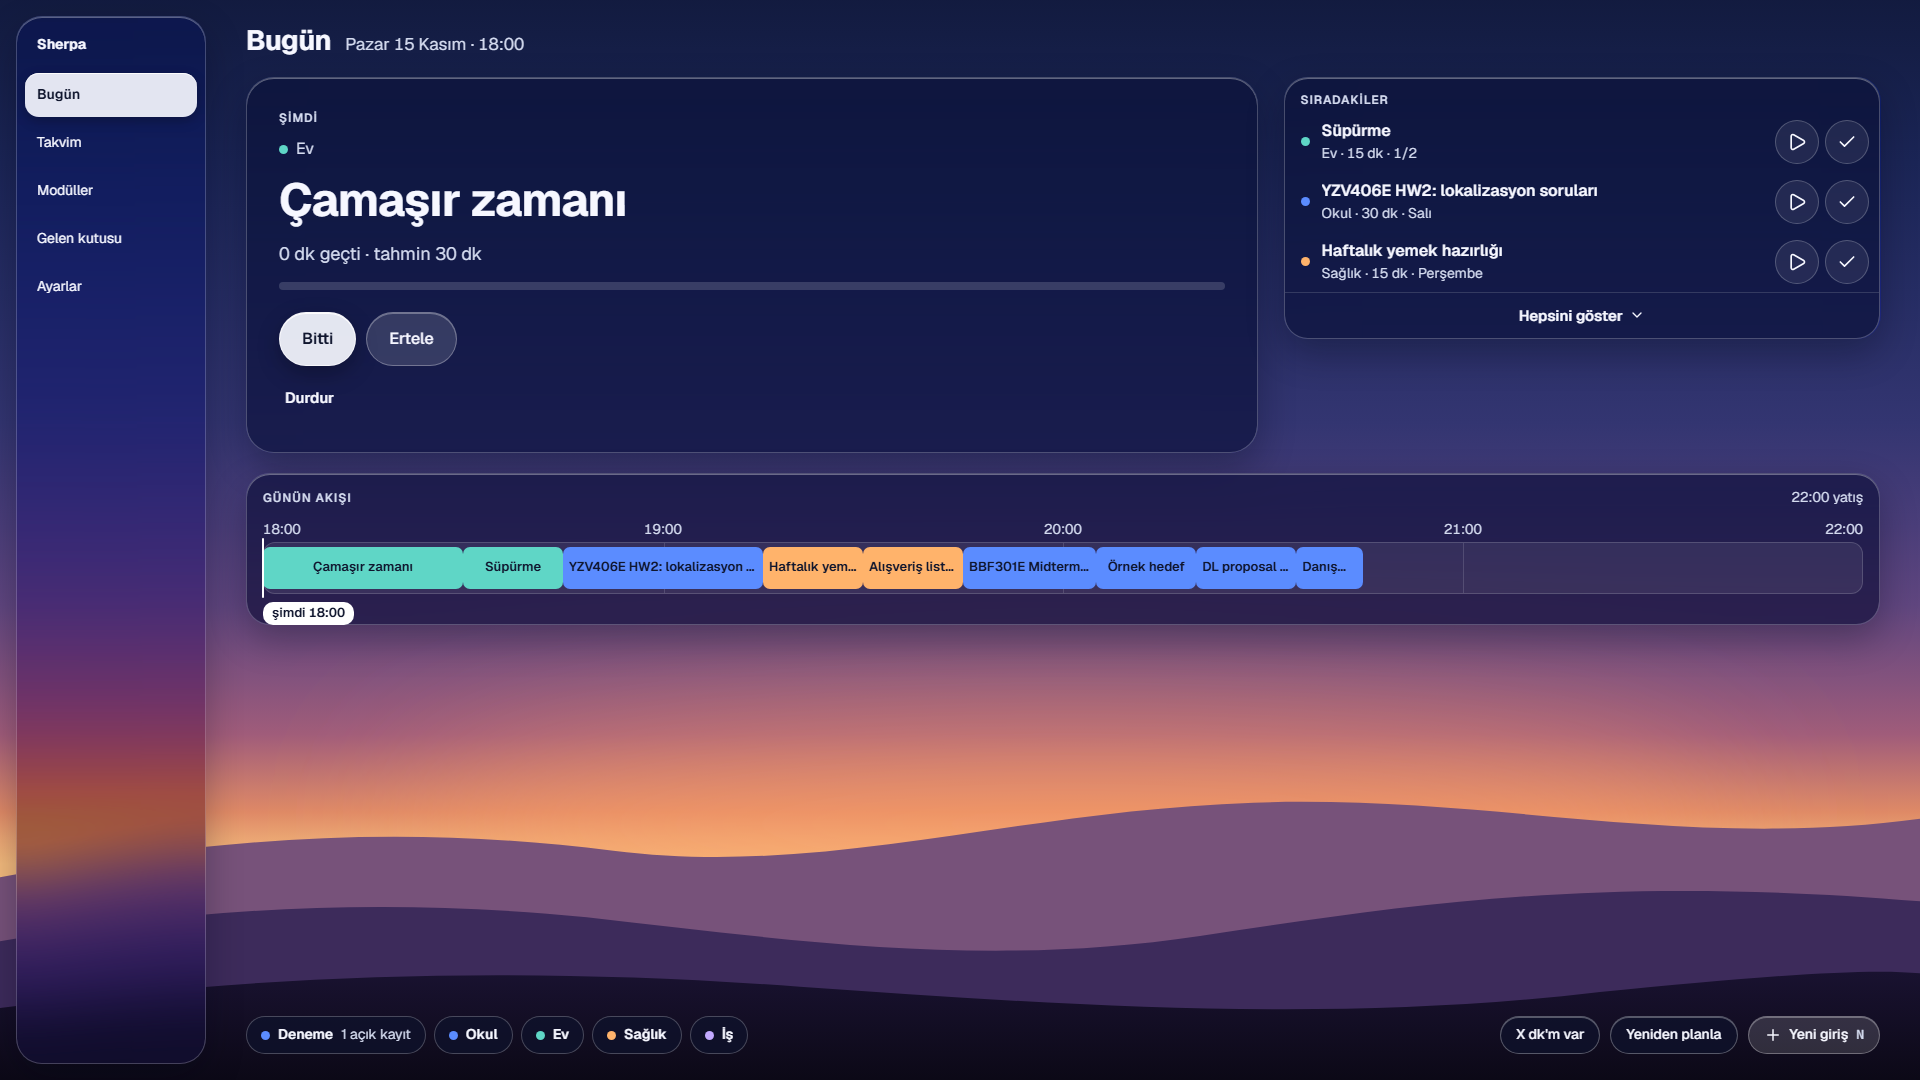 Sherpa
Bugün
Takvim
Modüller
Gelen kutusu
Ayarlar
Bugün Pazar 15 Kasım · 18:00
ŞİMDİ
Ev
Çamaşır zamanı
0 dk geçti · tahmin 30 dk
Bitti
Ertele
Durdur
SIRADAKİLER
Süpürme
Ev · 15 dk · 1/2
YZV406E HW2: lokalizasyon soruları
Okul · 30 dk · Salı
Haftalık yemek hazırlığı
Sağlık · 15 dk · Perşembe
Hepsini göster
GÜNÜN AKIŞI
22:00 yatış
18:00 19:00 20:00 21:00 22:00
Çamaşır zamanı Süpürme YZV406E HW2: lokalizasyon ... Haftalık yem... Alışveriş list... BBF301E Midterm... Örnek hedef DL proposal ... Danış...
şimdi 18:00
Deneme 1 açık kayıt Okul Ev Sağlık İş
X dk'm var Yeniden planla + Yeni giriş N